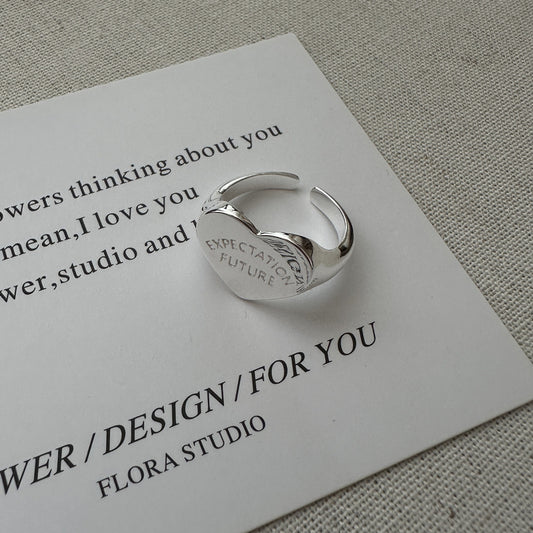 owers thinking about you
mean,I love you
wer,studio and
EXPECTATION
FUTURE
WER / DESIGN / FOR YOU
FLORA STUDIO